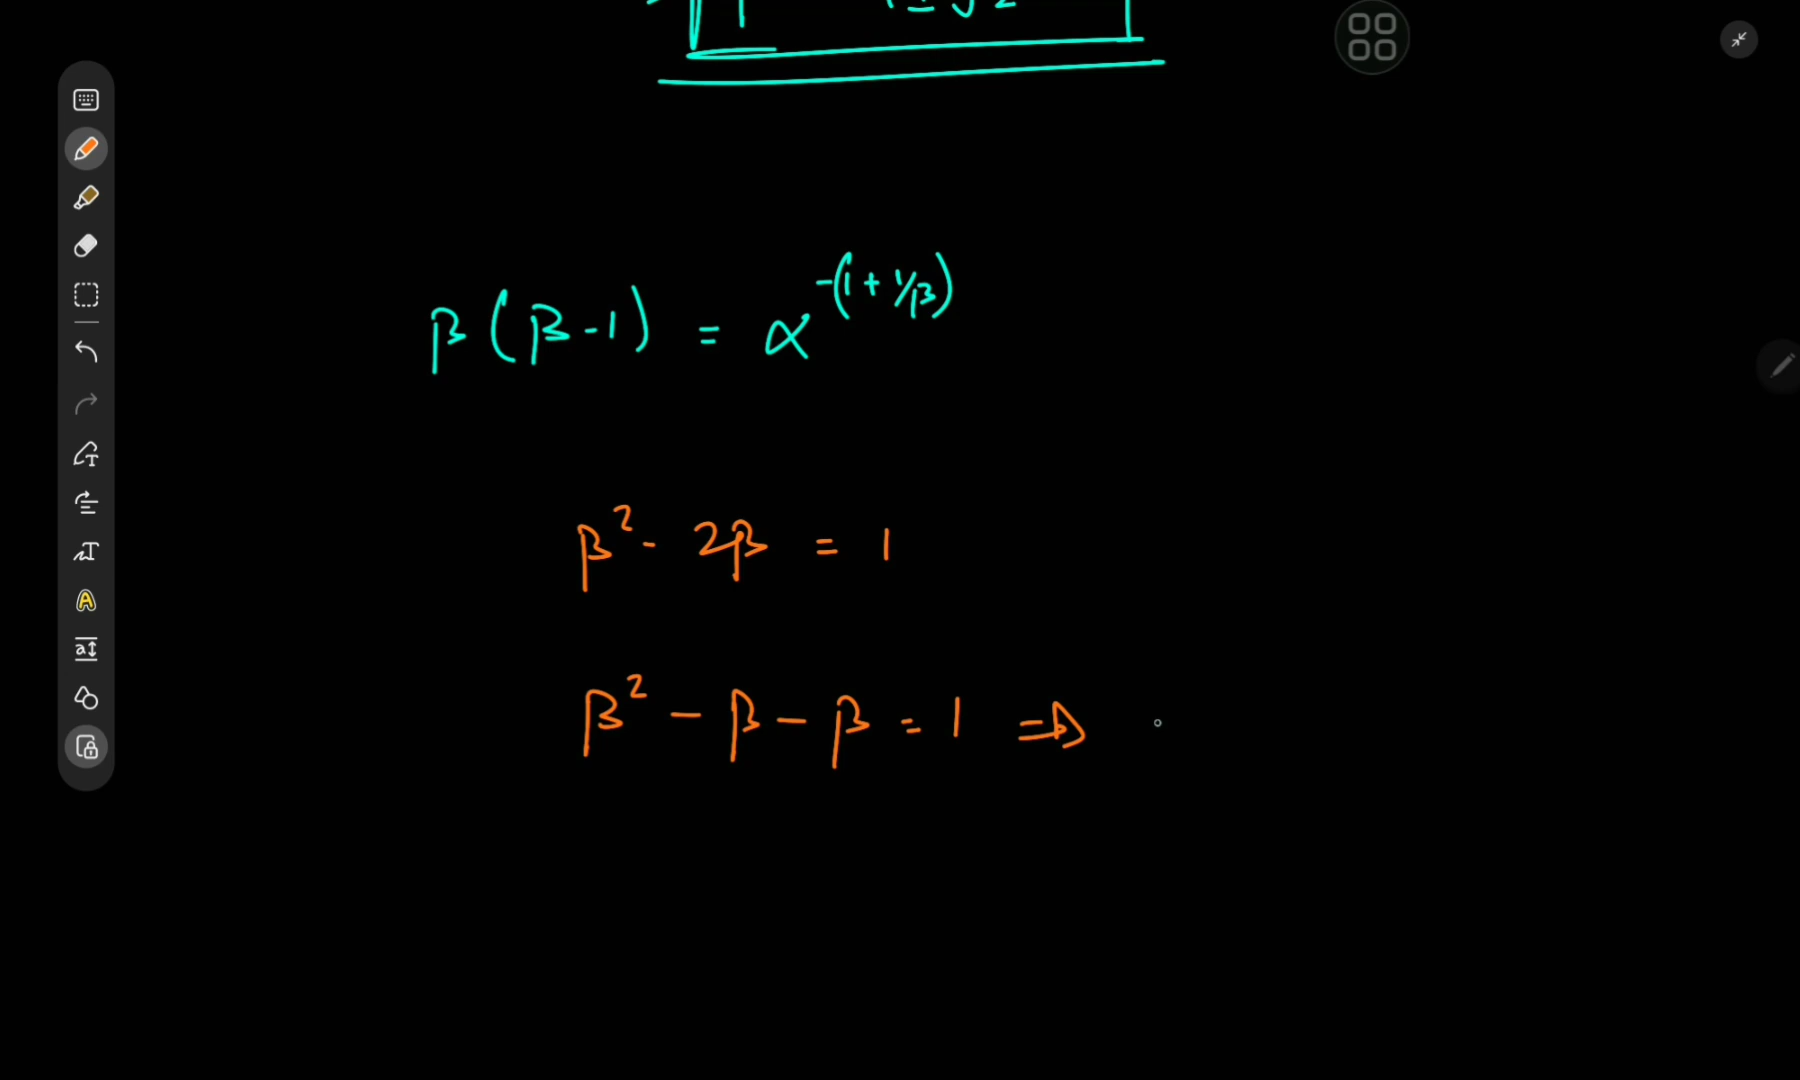 β(β-1) = α^-(1 + 1/β)
β² - 2β = 1
β² - β - β = 1 ⇒